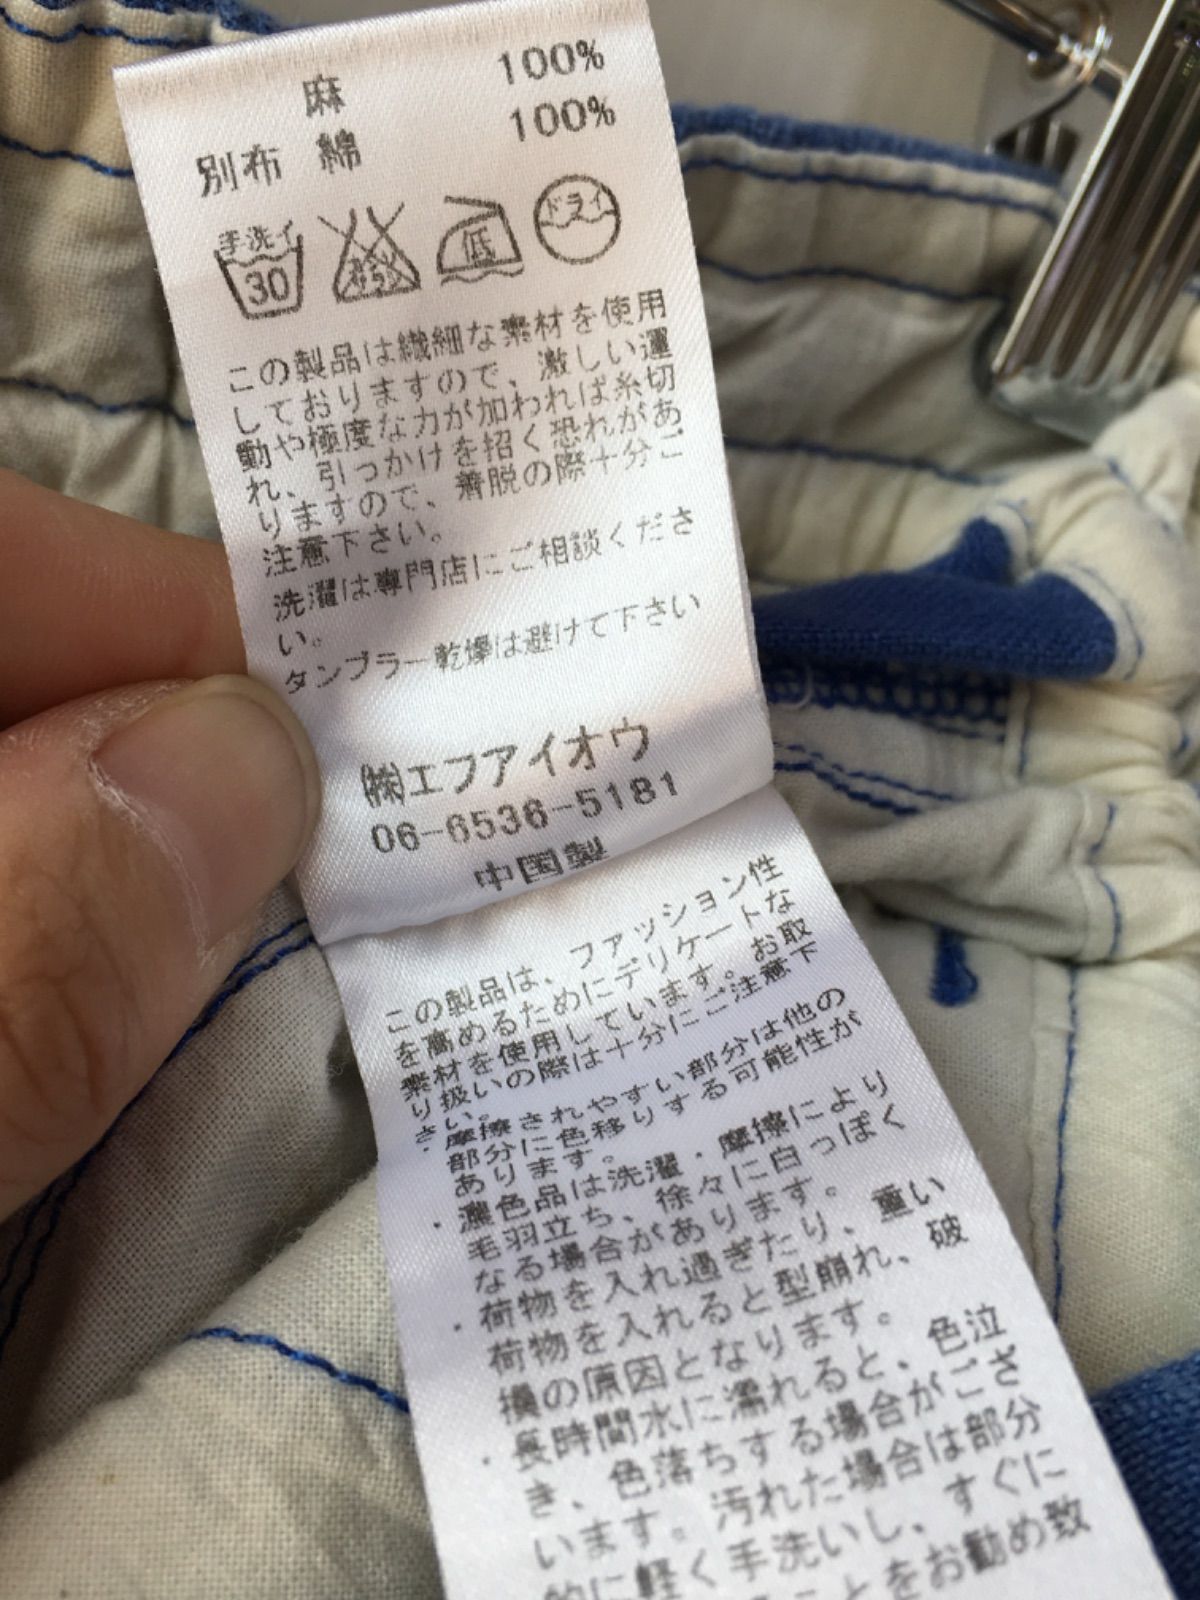 麻 100%
別布 綿 100%
手洗イ
30
エンソサラシ
低
ドライ
この製品は繊細な素材を使用
しておりますので、激しい運
動や極度な力が加われば糸切
れ、引っかけを招く恐れがあ
りますので、着脱の際十分ご
注意下さい。
洗濯は専門店にご相談くださ
い。
タンブラー乾燥は避けて下さい
㈱エフアイオウ
06-6536-5181
中国製
この製品は、ファッション性
を高めるためにデリケートな
素材を使用しています。お取
り扱いの際は十分にご注意下
さい。
・摩擦されやすい部分は他の
部分に色移りする可能性が
あります。
・濃色品は洗濯・摩擦により
毛羽立ち、徐々に白っぽく
なる場合があります。
・荷物を入れ過ぎたり、重い
荷物を入れると型崩れ、破
損の原因となります。
・長時間水に濡れると、色泣
き、色落ちする場合がござ
います。汚れた場合は部分
的に軽く手洗いし、すぐに
ことをお勧め致